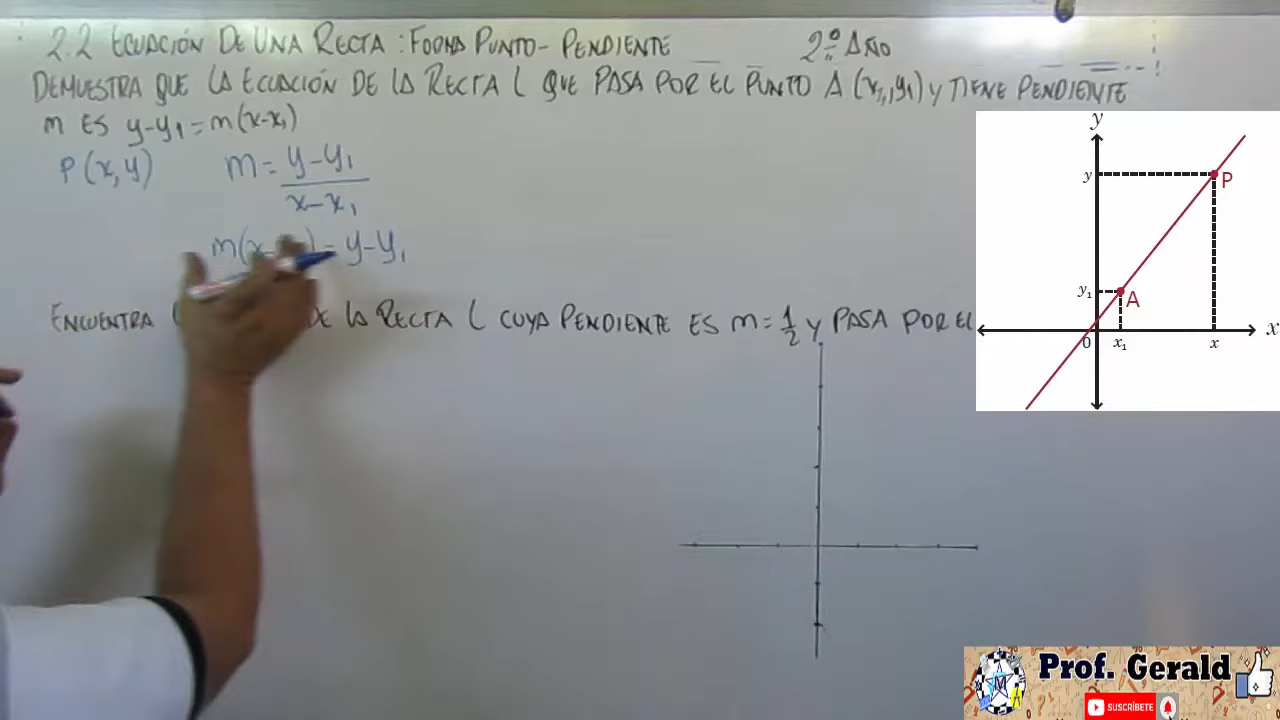 2.2 ECUACIÓN DE UNA RECTA: FORMA PUNTO-PENDIENTE 2º AÑO
DEMUESTRA QUE LA ECUACIÓN DE LA RECTA L QUE PASA POR EL PUNTO A (x₁,y₁) Y TIENE PENDIENTE
m ES y-y₁=m(x-x₁)
P(x,y) m= y-y₁
x-x₁
m(x- )= y-y₁
ENCUENTRA DE LA RECTA L CUYA PENDIENTE ES m= 1/2 Y PASA POR EL
y
y
P
y₁
A
0 x₁ x
x
Prof. Gerald
SUSCRÍBETE